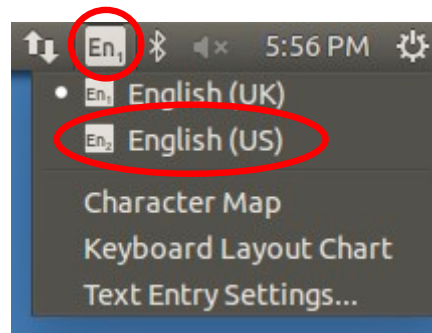 En₁ 5:56 PM
En₁ English (UK)
En₂ English (US)
Character Map
Keyboard Layout Chart
Text Entry Settings...